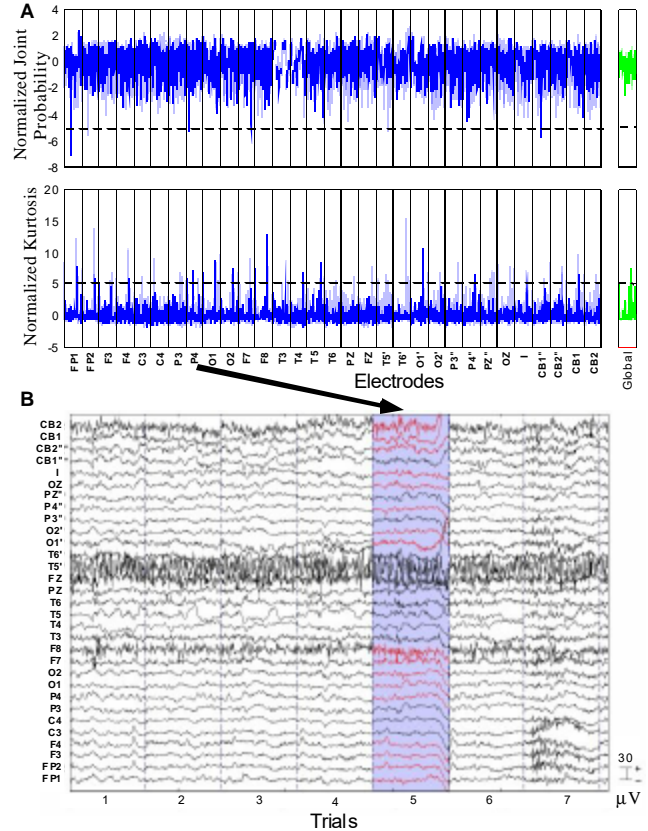 A
Normalized Joint
Probability
4
2
0
-2
-4
-6
-8
Normalized Kurtosis
20
15
10
5
0
-5
FP1 FP2 F3 F4 C3 C4 P3 P4 O1 O2 F7 F8 T3 T4 T5 T6 PZ FZ T5' T6' O1' O2' P3" P4" PZ" OZ I CB1" CB2" CB1 CB2 Global
Electrodes
B
CB2
CB1
CB2"
CB1"
I
OZ
PZ"
P4"
P3"
O2'
O1'
T6'
T5'
FZ
PZ
T6
T5
T4
T3
F8
F7
O2
O1
P4
P3
C4
C3
F4
F3
FP2
FP1
30
+
-
μV
1 2 3 4 5 6 7
Trials